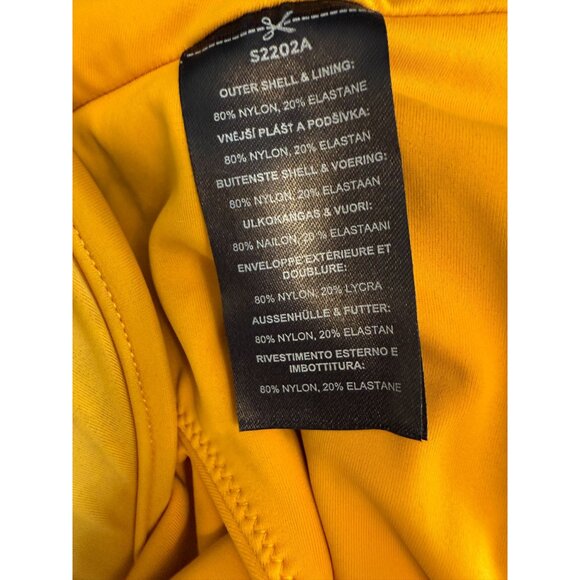 S2202A
OUTER SHELL & LINING:
80% NYLON, 20% ELASTANE
VNĚJŠÍ PLÁŠŤ A PODŠÍVKA:
80% NYLON, 20% ELASTAN
BUITENSTE SHELL & VOERING:
80% NYLON, 20% ELASTAAN
ULKOKANGAS & VUORI:
80% NAILON, 20% ELASTAANI
ENVELOPPE EXTÉRIEURE ET
DOUBLURE:
80% NYLON, 20% LYCRA
AUSSENHÜLLE & FUTTER:
80% NYLON, 20% ELASTAN
RIVESTIMENTO ESTERNO E
IMBOTTITURA:
80% NYLON, 20% ELASTANE